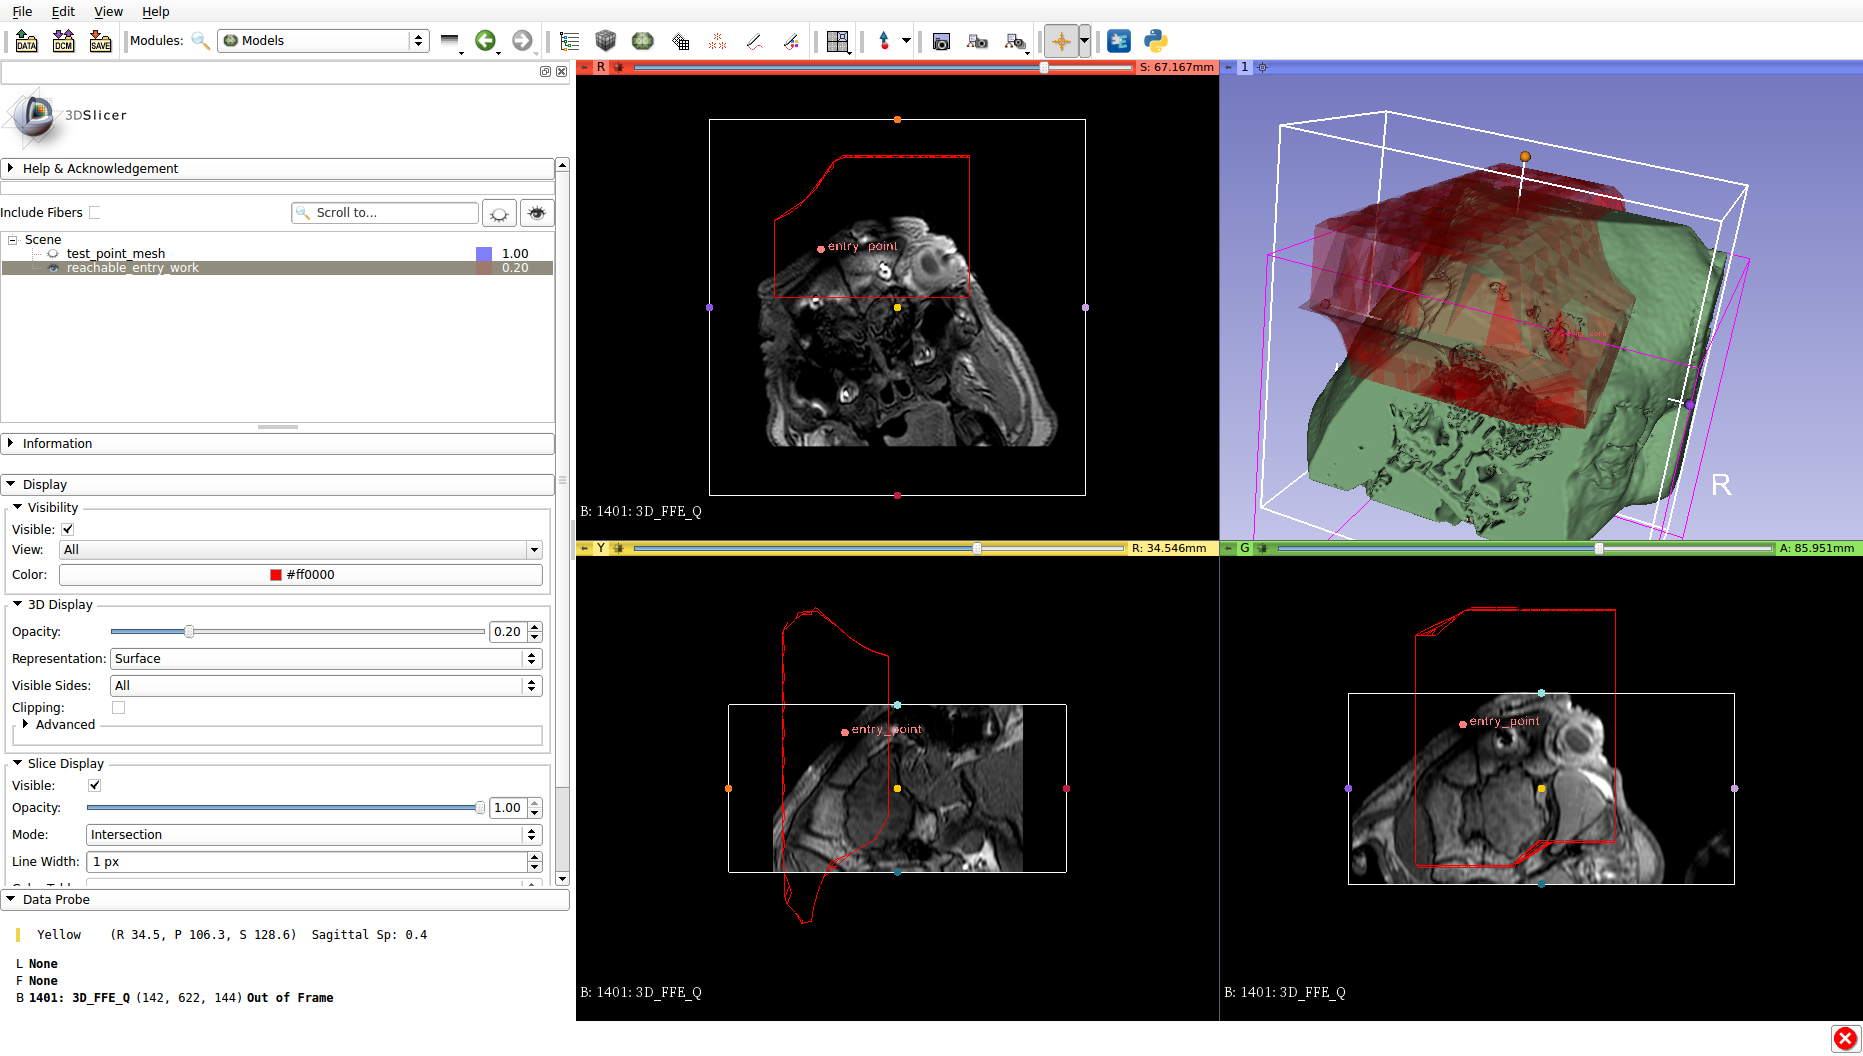 File Edit View Help
DATA DCM SAVE Modules: Models
3DSlicer
Help & Acknowledgement
Include Fibers Scroll to...
Scene
test_point_mesh 1.00
reachable_entry_work 0.20
Information
Display
Visibility
Visible:
View: All
Color: #ff0000
3D Display
Opacity: 0.20
Representation: Surface
Visible Sides: All
Clipping:
Advanced
Slice Display
Visible:
Opacity: 1.00
Mode: Intersection
Line Width: 1 px
Data Probe
Yellow (R 34.5, P 106.3, S 128.6) Sagittal Sp: 0.4
L None
F None
B 1401: 3D_FFE_Q (142, 622, 144) Out of Frame
R S: 67.167mm
entry_point
B: 1401: 3D_FFE_Q
1
R
Y R: 34.546mm
entry_point
B: 1401: 3D_FFE_Q
G A: 85.951mm
entry_point
B: 1401: 3D_FFE_Q